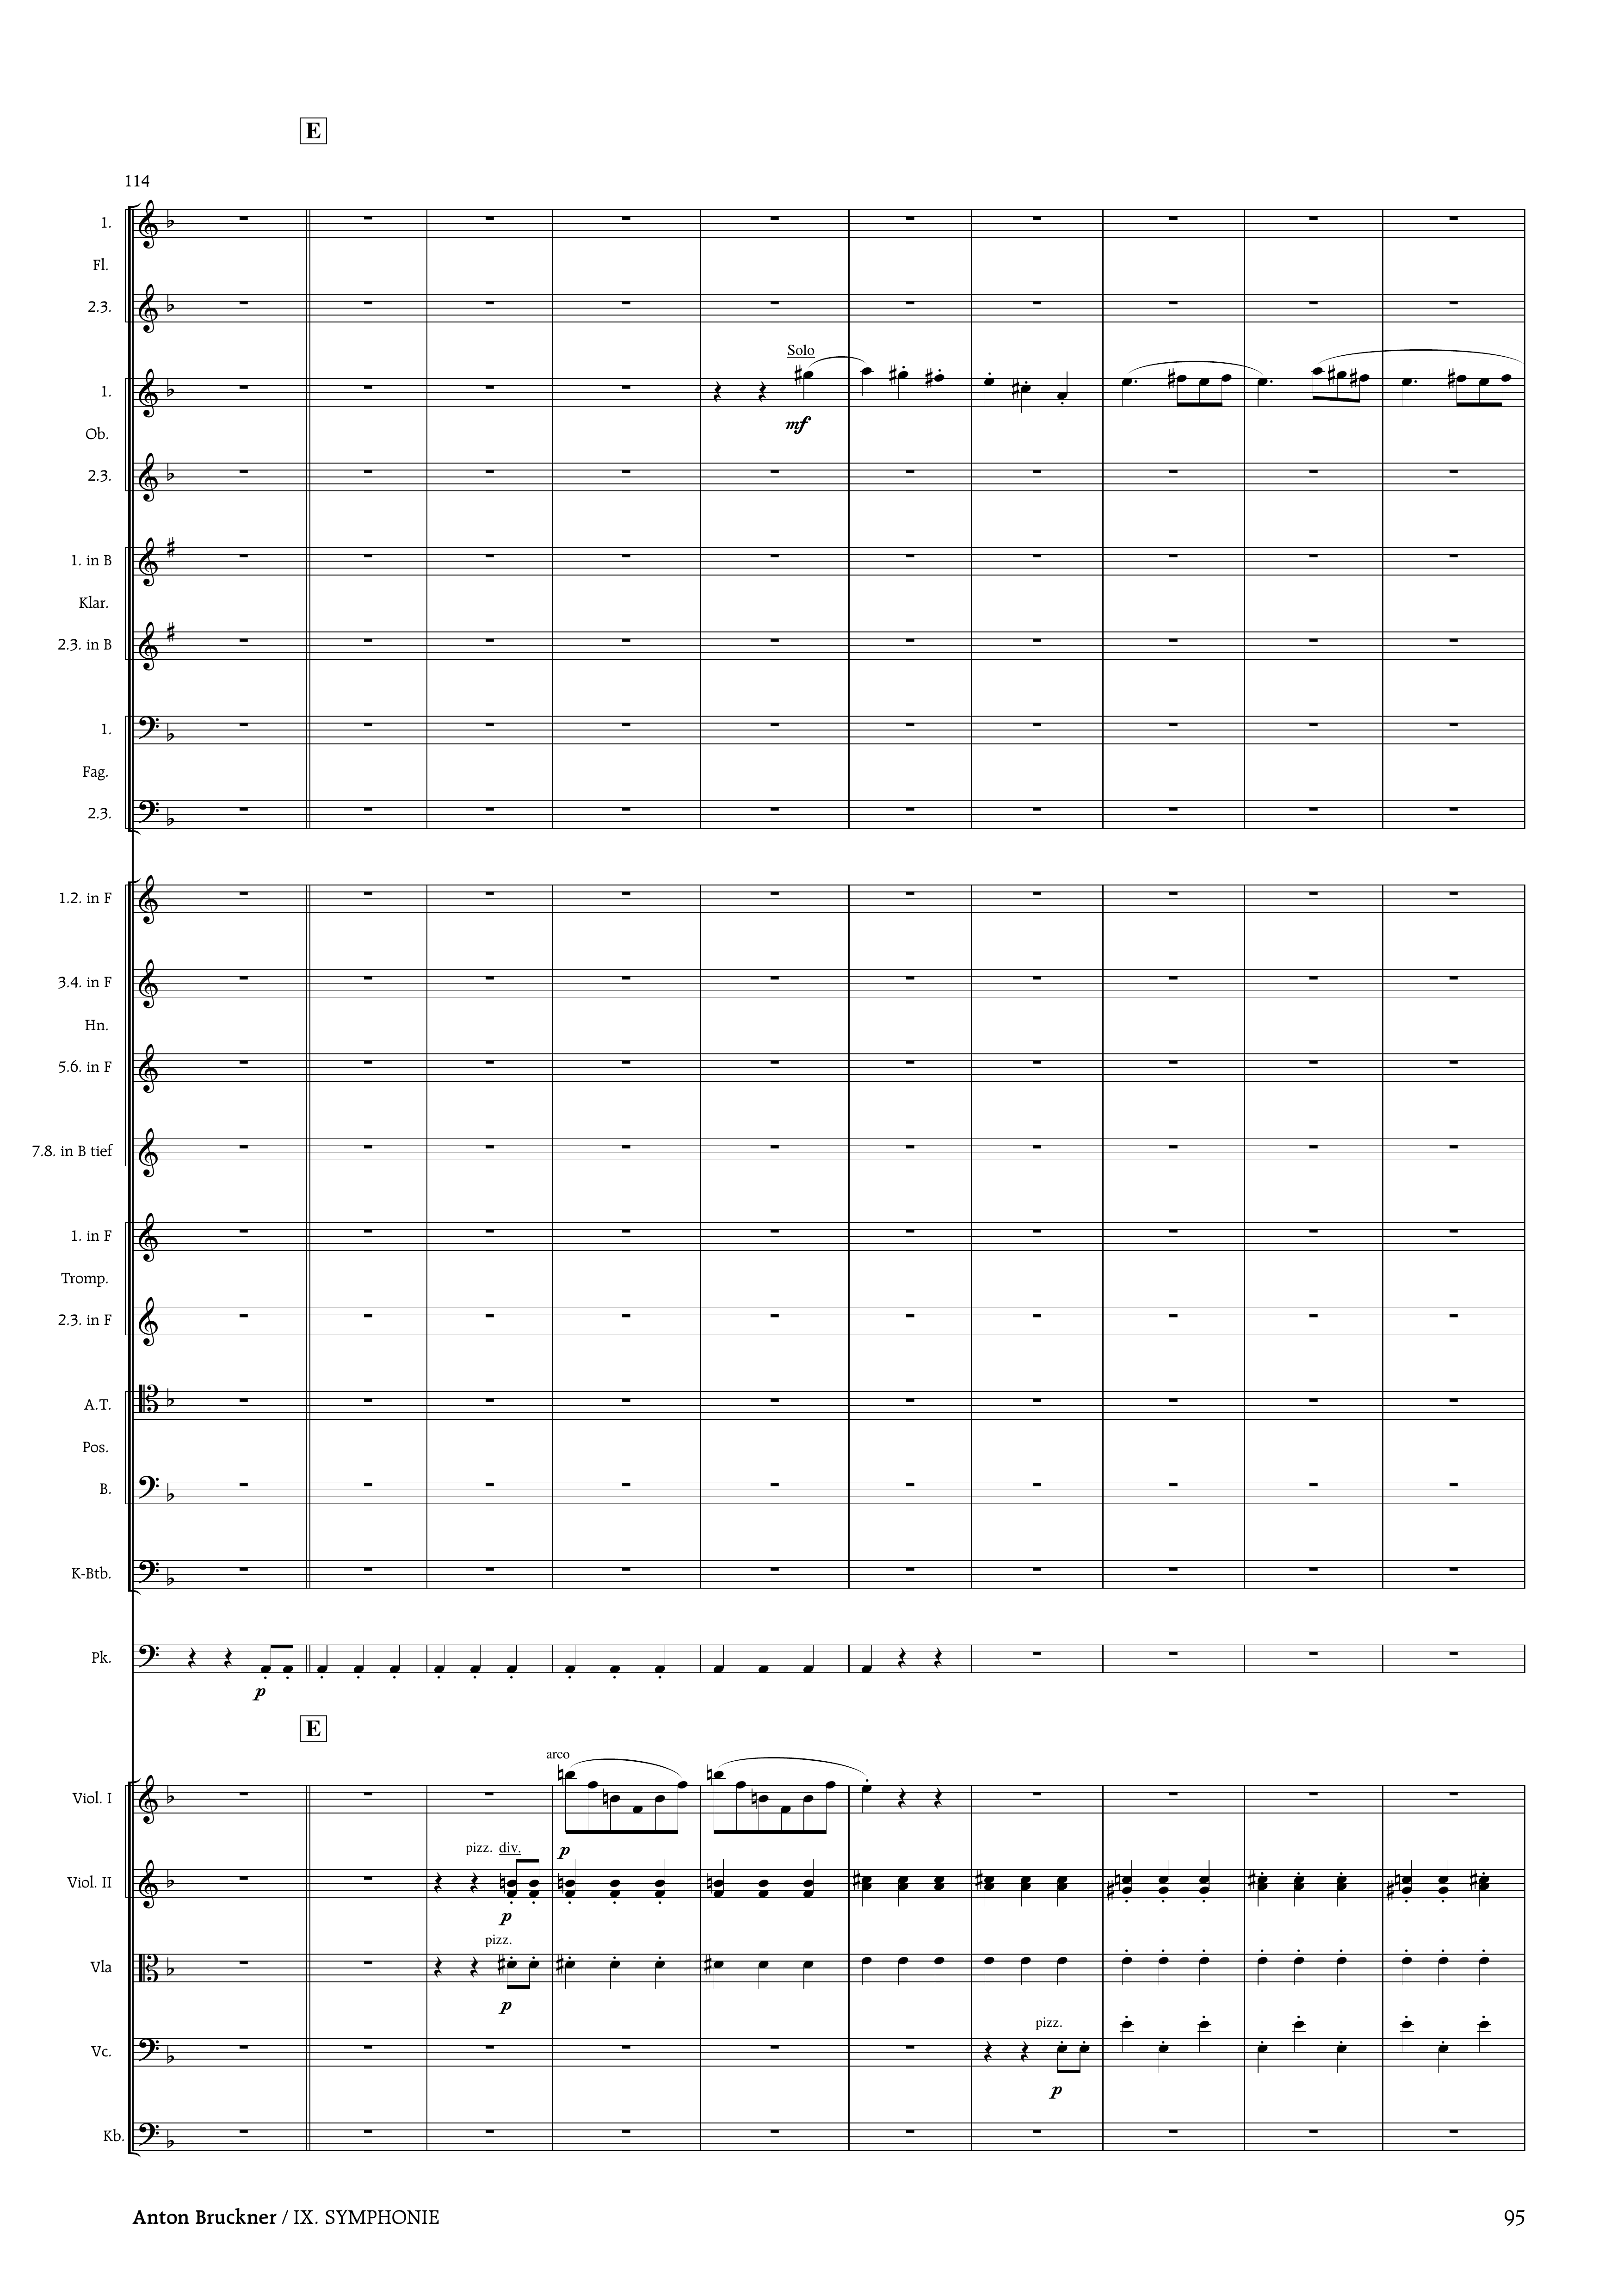 E
114
1.
Fl.
2.3.
Solo
1.
mf
Ob.
2.3.
1. in B
Klar.
2.3. in B
1.
Fag.
2.3.
1.2. in F
3.4. in F
Hn.
5.6. in F
7.8. in B tief
1. in F
Tromp.
2.3. in F
A.T.
Pos.
B.
K-Btb.
Pk.
p
E
arco
Viol. I
p
pizz. div.
Viol. II
p
pizz.
Vla
p
pizz.
Vc.
p
Kb.
Anton Bruckner / IX. SYMPHONIE 95